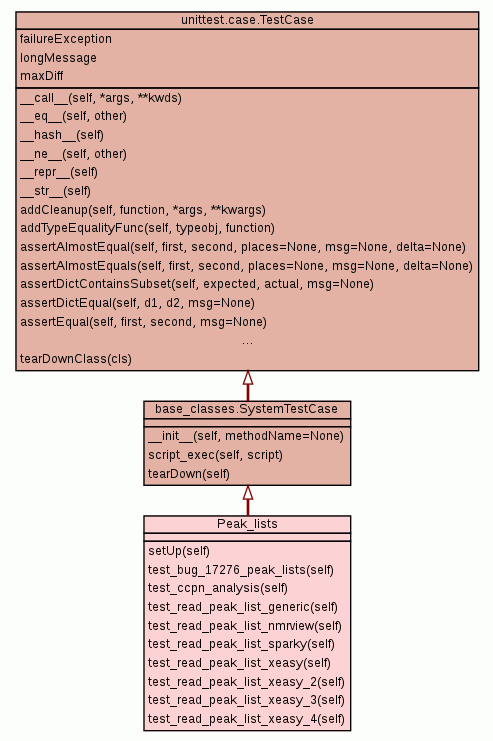 unittest.case.TestCase
failureException
longMessage
maxDiff
__call__(self, *args, **kwds)
__eq__(self, other)
__hash__(self)
__ne__(self, other)
__repr__(self)
__str__(self)
addCleanup(self, function, *args, **kwargs)
addTypeEqualityFunc(self, typeobj, function)
assertAlmostEqual(self, first, second, places=None, msg=None, delta=None)
assertAlmostEquals(self, first, second, places=None, msg=None, delta=None)
assertDictContainsSubset(self, expected, actual, msg=None)
assertDictEqual(self, d1, d2, msg=None)
assertEqual(self, first, second, msg=None)
...
tearDownClass(cls)
base_classes.SystemTestCase
__init__(self, methodName=None)
script_exec(self, script)
tearDown(self)
Peak_lists
setUp(self)
test_bug_17276_peak_lists(self)
test_ccpn_analysis(self)
test_read_peak_list_generic(self)
test_read_peak_list_nmrview(self)
test_read_peak_list_sparky(self)
test_read_peak_list_xeasy(self)
test_read_peak_list_xeasy_2(self)
test_read_peak_list_xeasy_3(self)
test_read_peak_list_xeasy_4(self)